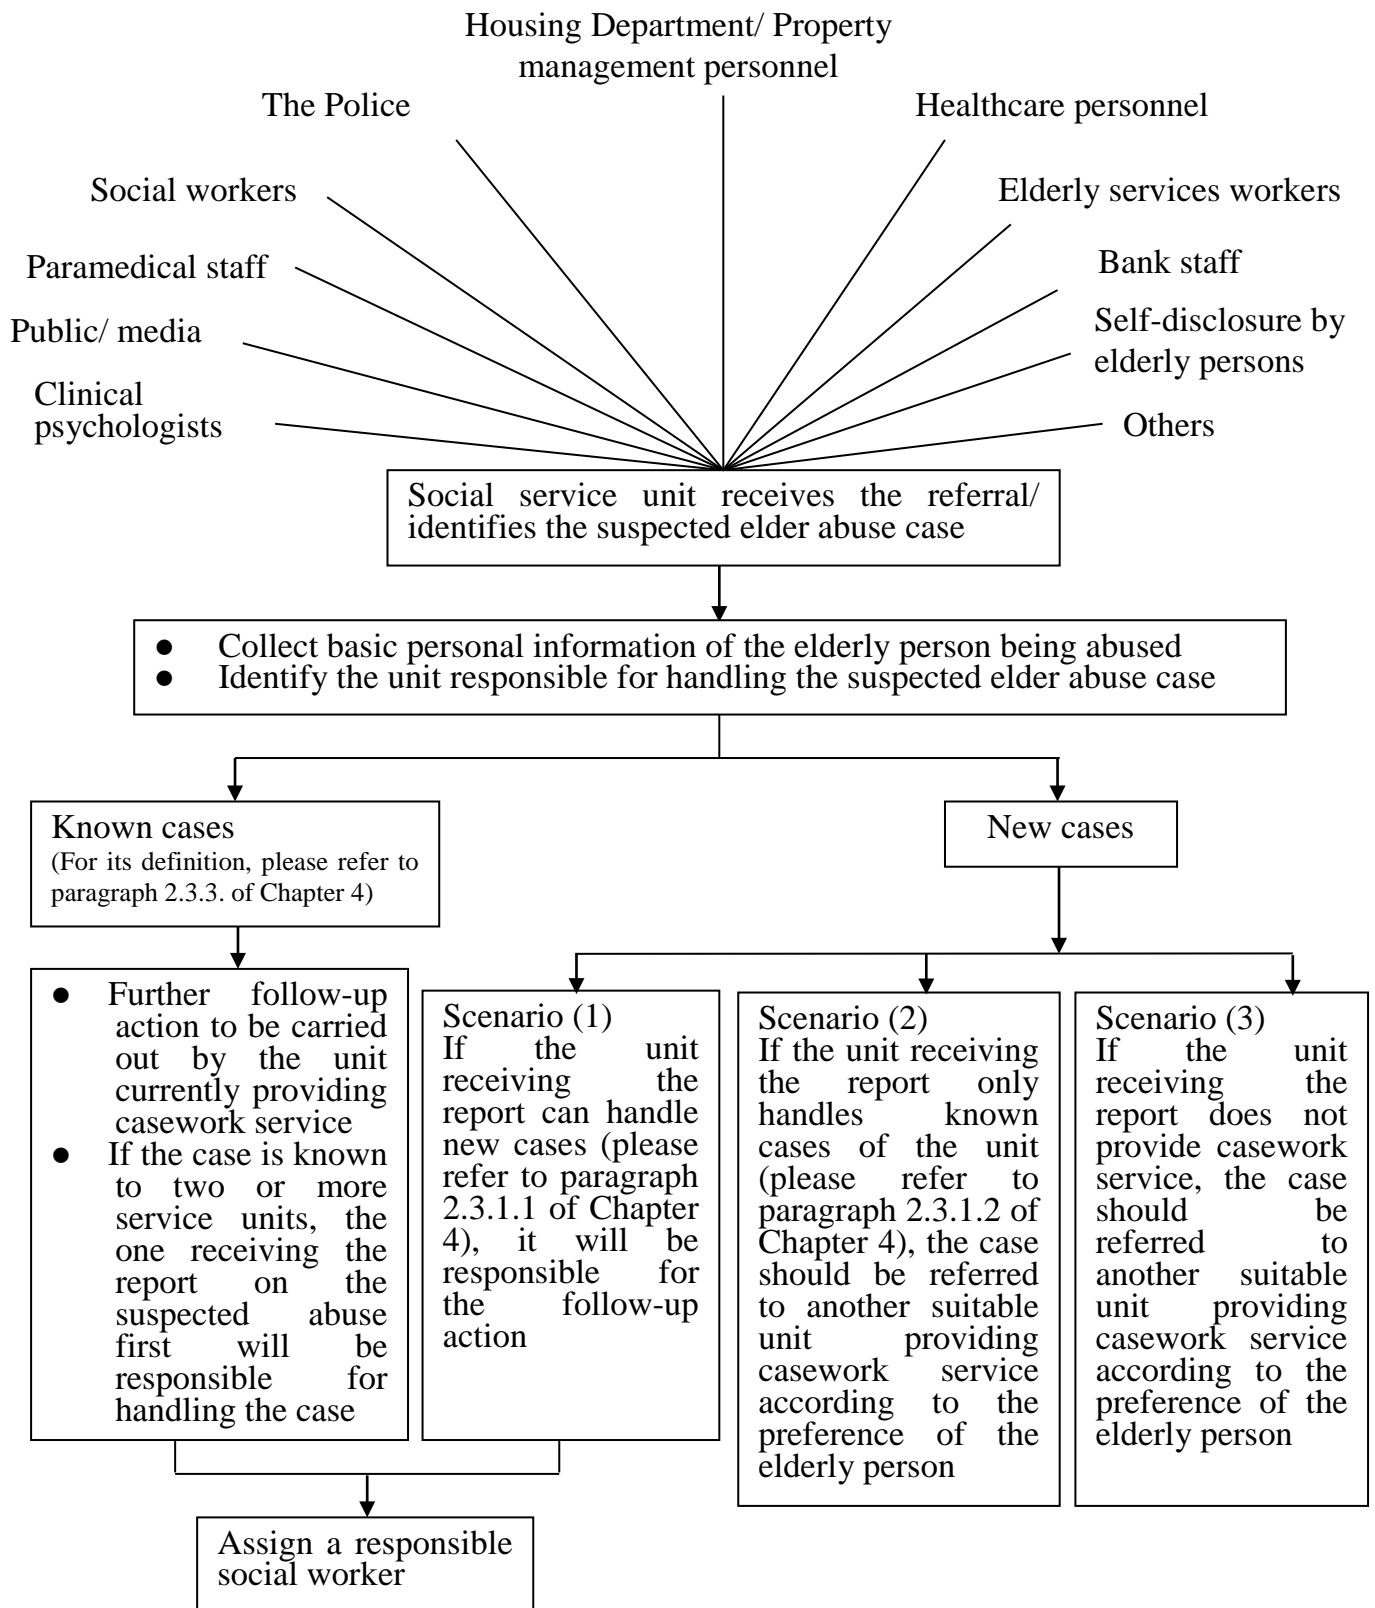 Housing Department/ Property
management personnel
The Police
Healthcare personnel
Social workers
Elderly services workers
Paramedical staff
Bank staff
Public/ media
Self-disclosure by
elderly persons
Clinical
psychologists
Others
Social service unit receives the referral/
identifies the suspected elder abuse case
● Collect basic personal information of the elderly person being abused
● Identify the unit responsible for handling the suspected elder abuse case
Known cases
(For its definition, please refer to
paragraph 2.3.3. of Chapter 4)
New cases
● Further follow-up
action to be carried
out by the unit
currently providing
casework service
● If the case is known
to two or more
service units, the
one receiving the
report on the
suspected abuse
first will be
responsible for
handling the case
Scenario (1)
If the unit
receiving the
report can handle
new cases (please
refer to paragraph
2.3.1.1 of Chapter
4), it will be
responsible for
the follow-up
action
Scenario (2)
If the unit receiving
the report only
handles known
cases of the unit
(please refer to
paragraph 2.3.1.2 of
Chapter 4), the case
should be referred
to another suitable
unit providing
casework service
according to the
preference of the
elderly person
Scenario (3)
If the unit
receiving the
report does not
provide casework
service, the case
should be
referred to
another suitable
unit providing
casework service
according to the
preference of the
elderly person
Assign a responsible
social worker